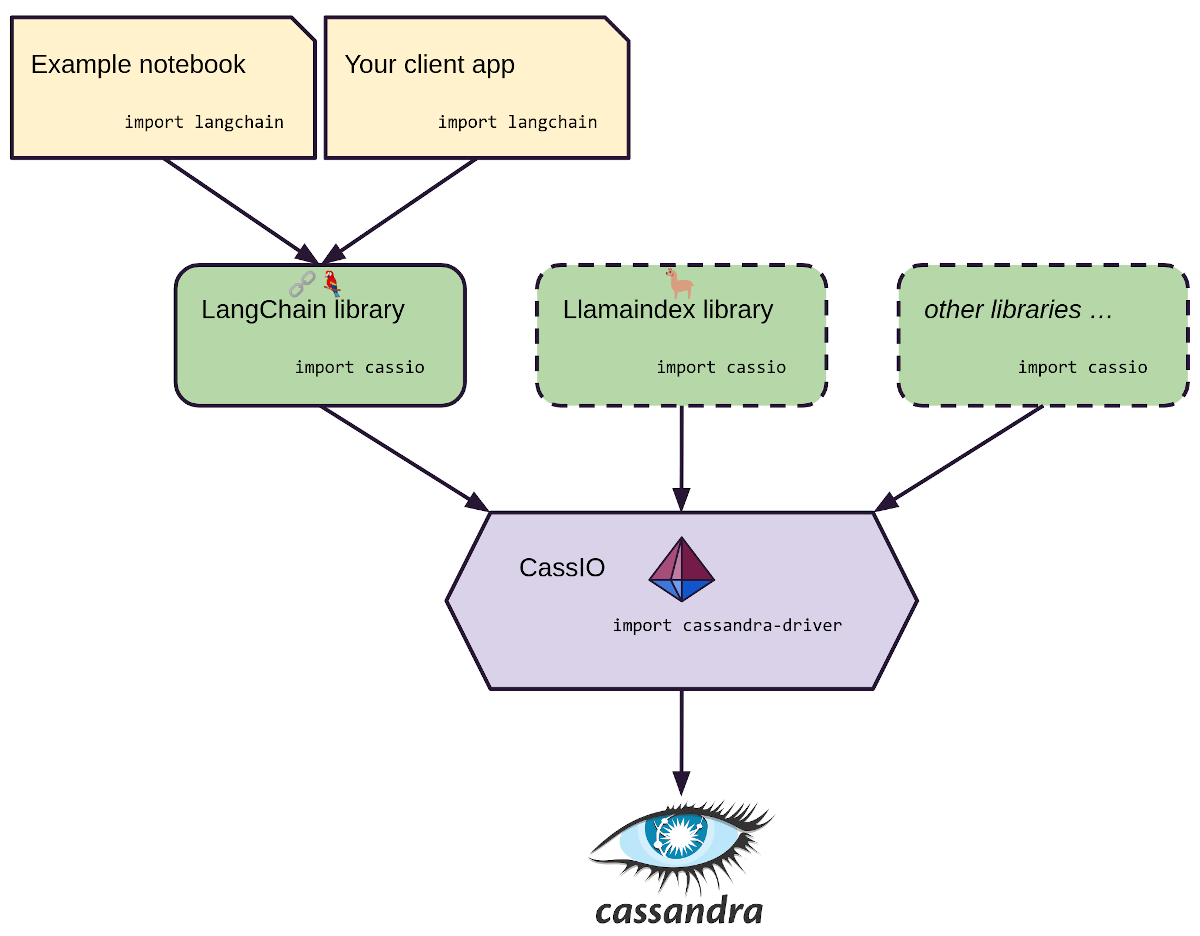 Example notebook
import langchain
Your client app
import langchain
LangChain library
import cassio
Llamaindex library
import cassio
other libraries …
import cassio
CassIO
import cassandra-driver
cassandra